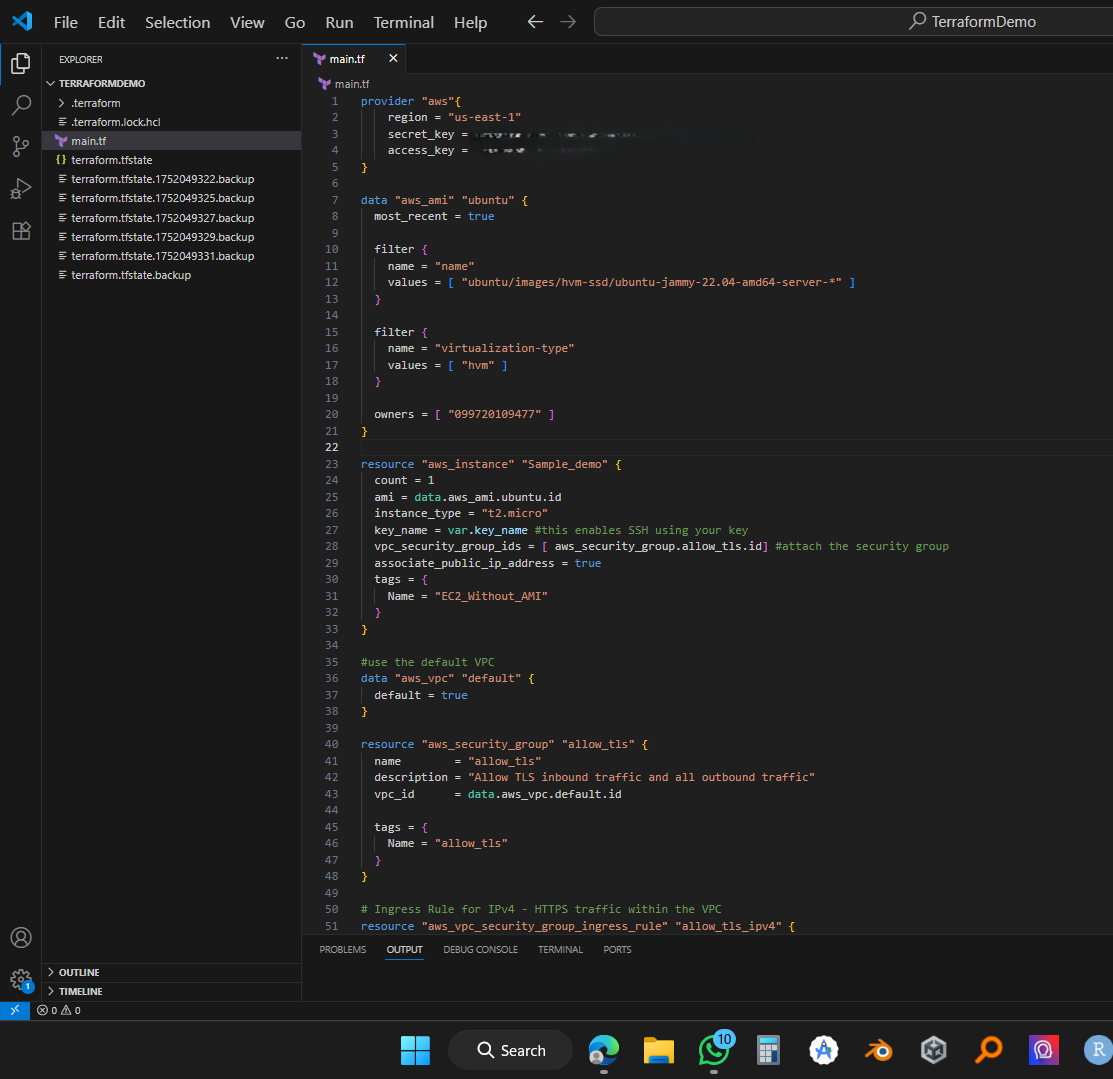 File Edit Selection View Go Run Terminal Help
TerraformDemo
EXPLORER
TERRAFORMDEMO
.terraform
.terraform.lock.hcl
main.tf
terraform.tfstate
terraform.tfstate.1752049322.backup
terraform.tfstate.1752049325.backup
terraform.tfstate.1752049327.backup
terraform.tfstate.1752049329.backup
terraform.tfstate.1752049331.backup
terraform.tfstate.backup
OUTLINE
TIMELINE
main.tf
main.tf
1 provider "aws"{
2 region = "us-east-1"
3 secret_key =
4 access_key =
5 }
6
7 data "aws_ami" "ubuntu" {
8 most_recent = true
9
10 filter {
11 name = "name"
12 values = [ "ubuntu/images/hvm-ssd/ubuntu-jammy-22.04-amd64-server-*" ]
13 }
14
15 filter {
16 name = "virtualization-type"
17 values = [ "hvm" ]
18 }
19
20 owners = [ "099720109477" ]
21 }
22
23 resource "aws_instance" "Sample_demo" {
24 count = 1
25 ami = data.aws_ami.ubuntu.id
26 instance_type = "t2.micro"
27 key_name = var.key_name #this enables SSH using your key
28 vpc_security_group_ids = [ aws_security_group.allow_tls.id] #attach the security group
29 associate_public_ip_address = true
30 tags = {
31 Name = "EC2_Without_AMI"
32 }
33 }
34
35 #use the default VPC
36 data "aws_vpc" "default" {
37 default = true
38 }
39
40 resource "aws_security_group" "allow_tls" {
41 name = "allow_tls"
42 description = "Allow TLS inbound traffic and all outbound traffic"
43 vpc_id = data.aws_vpc.default.id
44
45 tags = {
46 Name = "allow_tls"
47 }
48 }
49
50 # Ingress Rule for IPv4 - HTTPS traffic within the VPC
51 resource "aws_vpc_security_group_ingress_rule" "allow_tls_ipv4" {
PROBLEMS OUTPUT DEBUG CONSOLE TERMINAL PORTS
1
0 0
Search
10
R